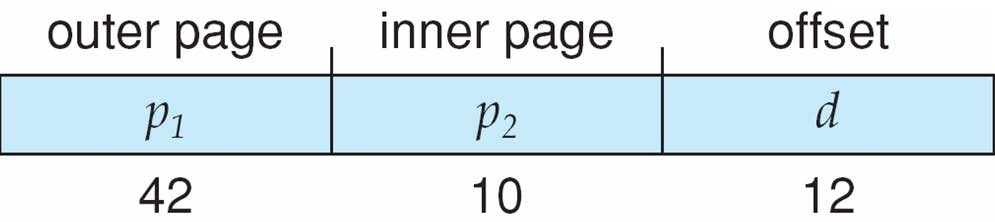 outer page inner page offset
p1 p2 d
42 10 12